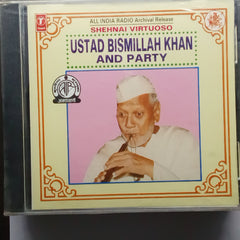 ALL INDIA RADIO Archival Release
SHEHNAI VIRTUOSO
USTAD BISMILLAH KHAN
AND PARTY